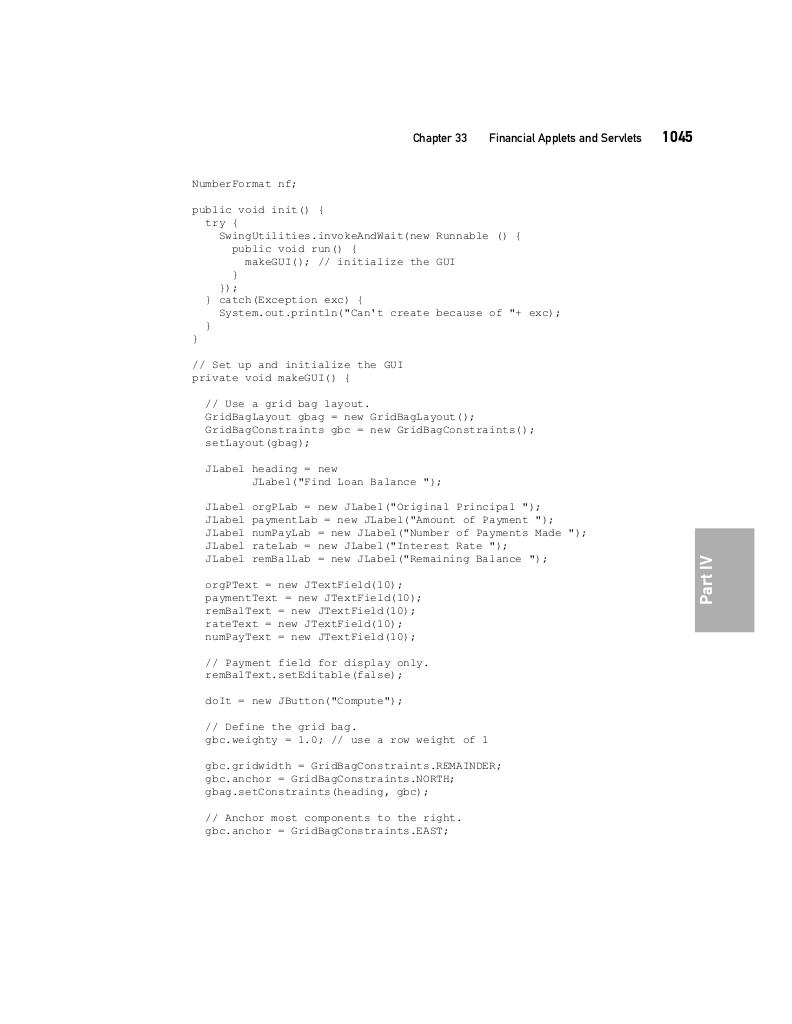 Chapter 33 Financial Applets and Servlets 1045
NumberFormat nf;
public void init() {
try {
SwingUtilities.invokeAndWait(new Runnable () {
public void run() {
makeGUI(); // initialize the GUI
}
});
} catch(Exception exc) {
System.out.println("Can't create because of "+ exc);
}
}
// Set up and initialize the GUI
private void makeGUI() {
// Use a grid bag layout.
GridBagLayout gbag = new GridBagLayout();
GridBagConstraints gbc = new GridBagConstraints();
setLayout(gbag);
JLabel heading = new
JLabel("Find Loan Balance ");
JLabel orgPLab = new JLabel("Original Principal ");
JLabel paymentLab = new JLabel("Amount of Payment ");
JLabel numPayLab = new JLabel("Number of Payments Made ");
JLabel rateLab = new JLabel("Interest Rate ");
JLabel remBalLab = new JLabel("Remaining Balance ");
orgPText = new JTextField(10);
paymentText = new JTextField(10);
remBalText = new JTextField(10);
rateText = new JTextField(10);
numPayText = new JTextField(10);
// Payment field for display only.
remBalText.setEditable(false);
doIt = new JButton("Compute");
// Define the grid bag.
gbc.weighty = 1.0; // use a row weight of 1
gbc.gridwidth = GridBagConstraints.REMAINDER;
gbc.anchor = GridBagConstraints.NORTH;
gbag.setConstraints(heading, gbc);
// Anchor most components to the right.
gbc.anchor = GridBagConstraints.EAST;
Part IV